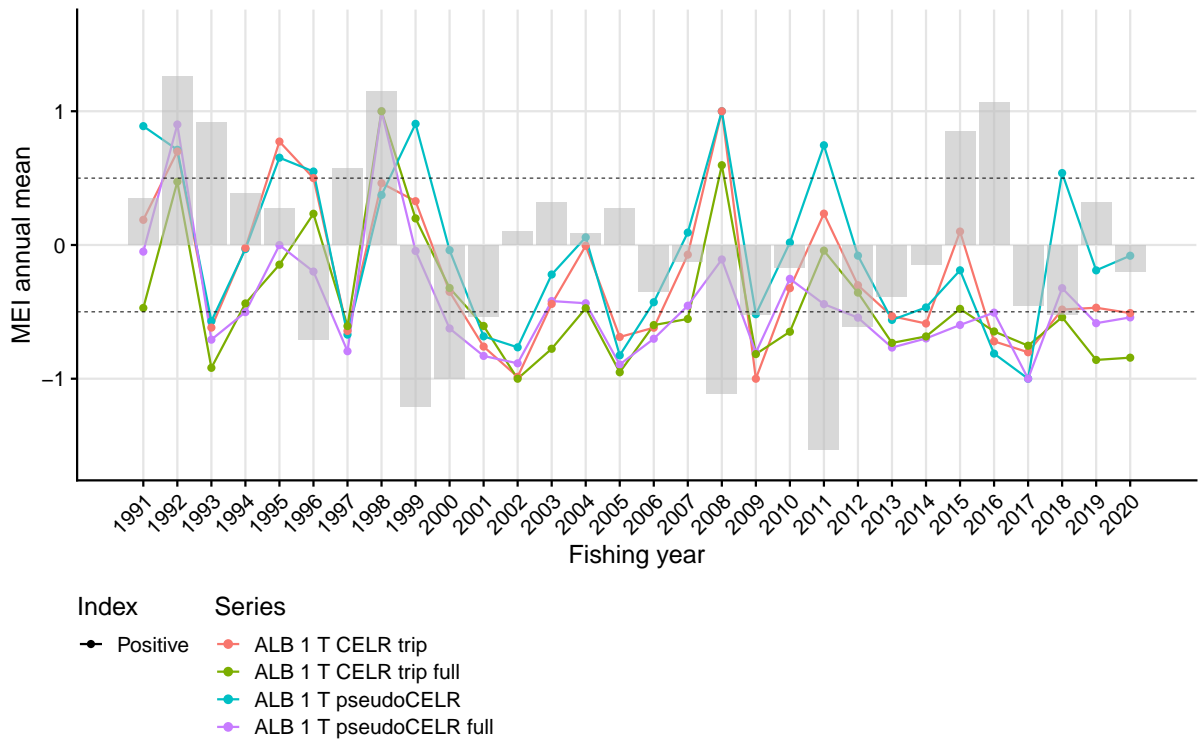 MEI annual mean
1
0
−1
1991 1992 1993 1994 1995 1996 1997 1998 1999 2000 2001 2002 2003 2004 2005 2006 2007 2008 2009 2010 2011 2012 2013 2014 2015 2016 2017 2018 2019 2020
Fishing year
Index
Positive
Series
ALB 1 T CELR trip
ALB 1 T CELR trip full
ALB 1 T pseudoCELR
ALB 1 T pseudoCELR full